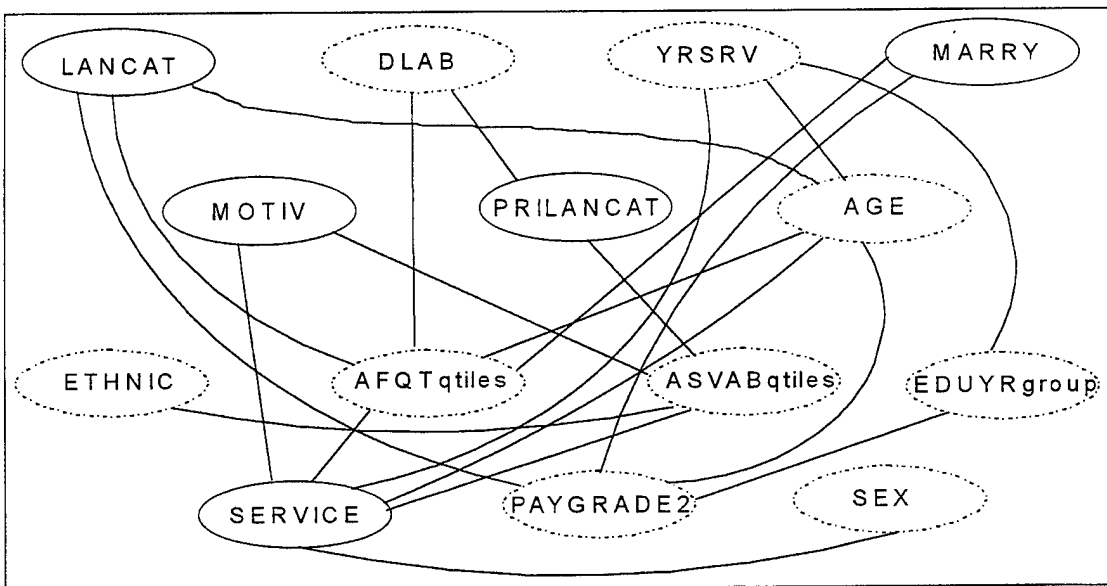 LANCAT DLAB YRSRV MARRY
MOTIV PRILANCAT AGE
ETHNIC AFQTqtiles ASVABqtiles EDUYRgroup
SERVICE PAYGRADE2 SEX